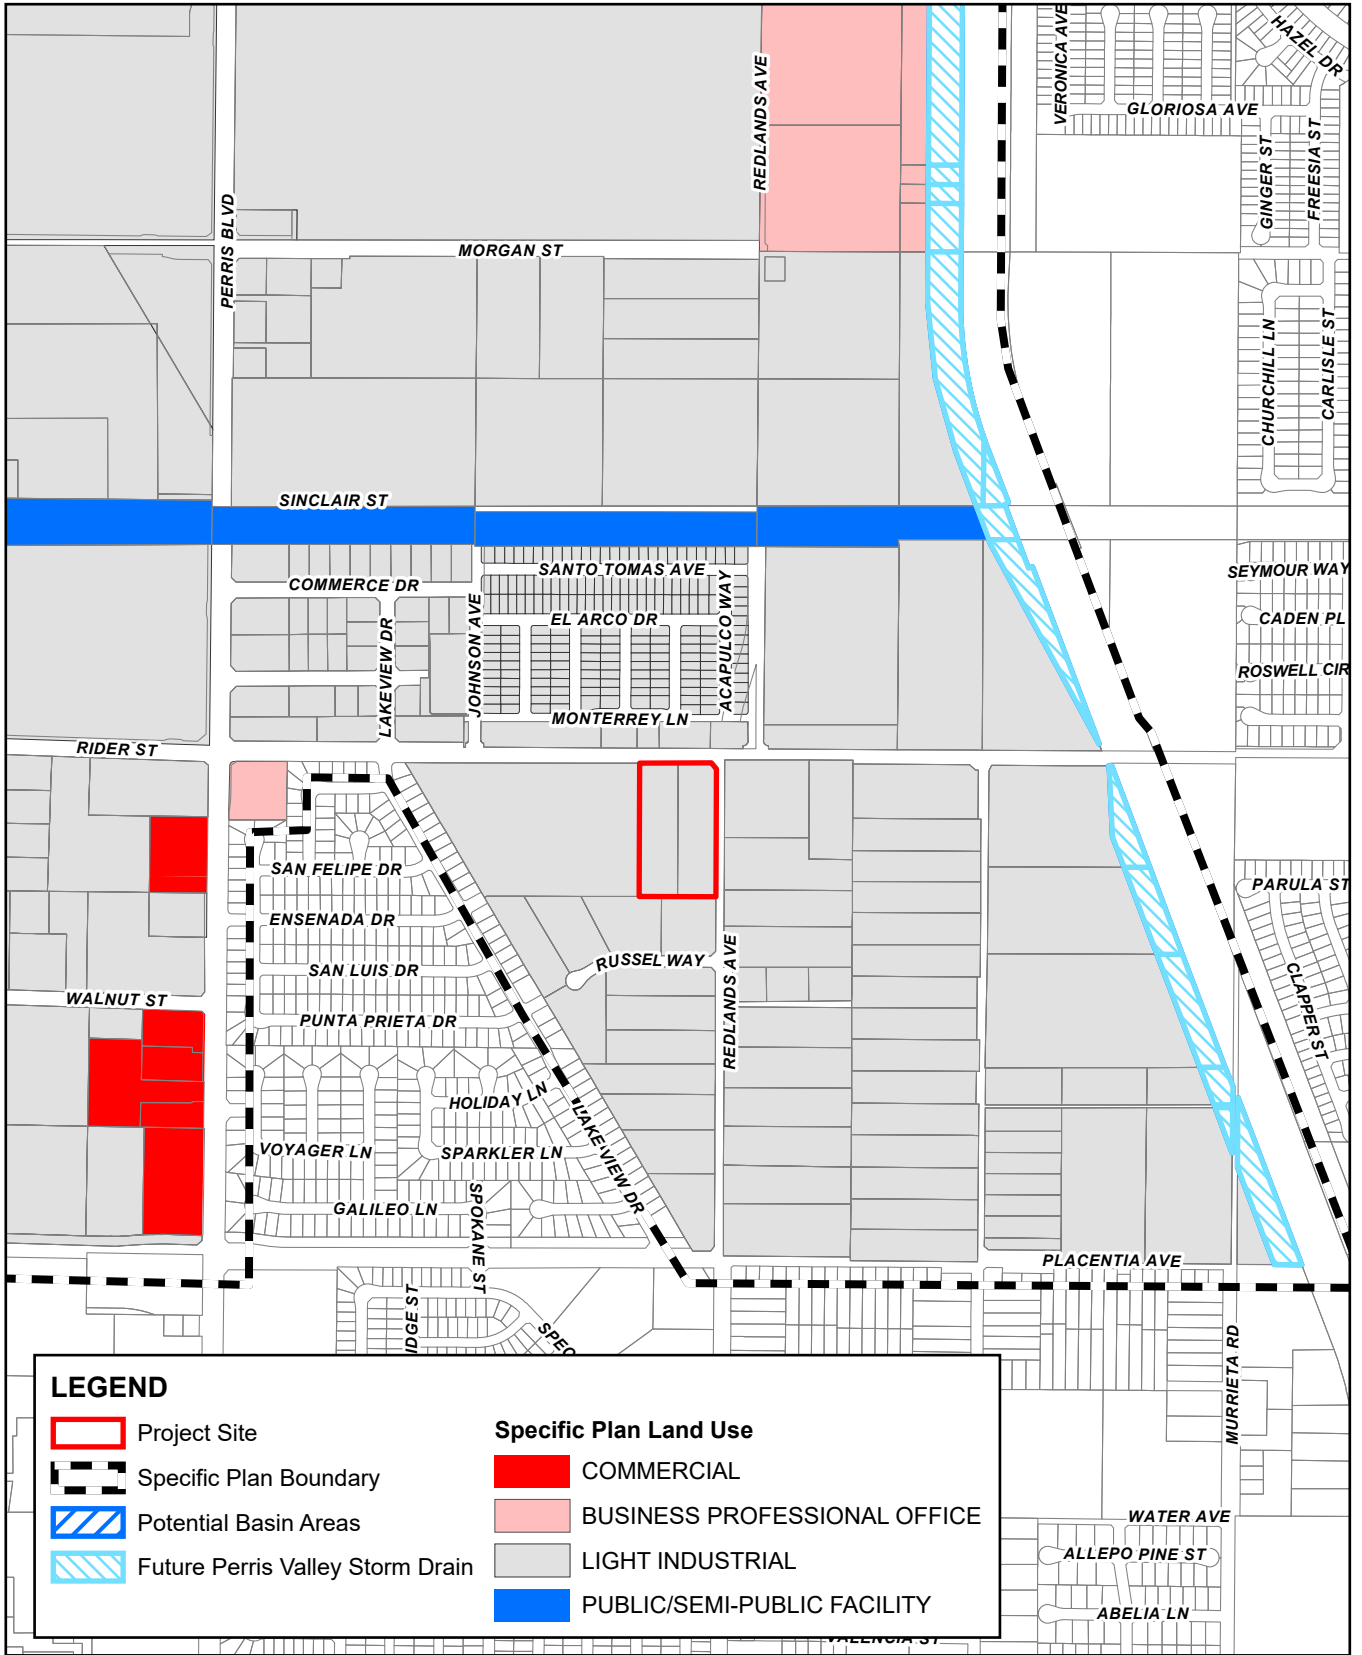 HAZEL DR
VERONICA AVE
REDLANDS AVE
GLORIOSA AVE
GINGER ST
FREESIA ST
PERRIS BLVD
MORGAN ST
CHURCHILL LN
CARLISLE ST
SINCLAIR ST
SANTO TOMAS AVE
SEYMOUR WAY
COMMERCE DR
EL ARCO DR
CADEN PL
LAKEVIEW DR
JOHNSON AVE
ACAPULCO WAY
ROSWELL CIR
MONTERREY LN
RIDER ST
SAN FELIPE DR
PARULA ST
ENSENADA DR
RUSSEL WAY
REDLANDS AVE
SAN LUIS DR
WALNUT ST
CLAPPER ST
PUNTA PRIETA DR
HOLIDAY LN
LAKEVIEW DR
VOYAGER LN
SPARKLER LN
GALILEO LN
SPOKANE ST
PLACENTIA AVE
IDGE ST
SPEC
MURRIETA RD
LEGEND
Project Site
Specific Plan Boundary
Potential Basin Areas
Future Perris Valley Storm Drain
Specific Plan Land Use
COMMERCIAL
BUSINESS PROFESSIONAL OFFICE
LIGHT INDUSTRIAL
PUBLIC/SEMI-PUBLIC FACILITY
WATER AVE
ALLEPO PINE ST
ABELIA LN
VALENCIA ST